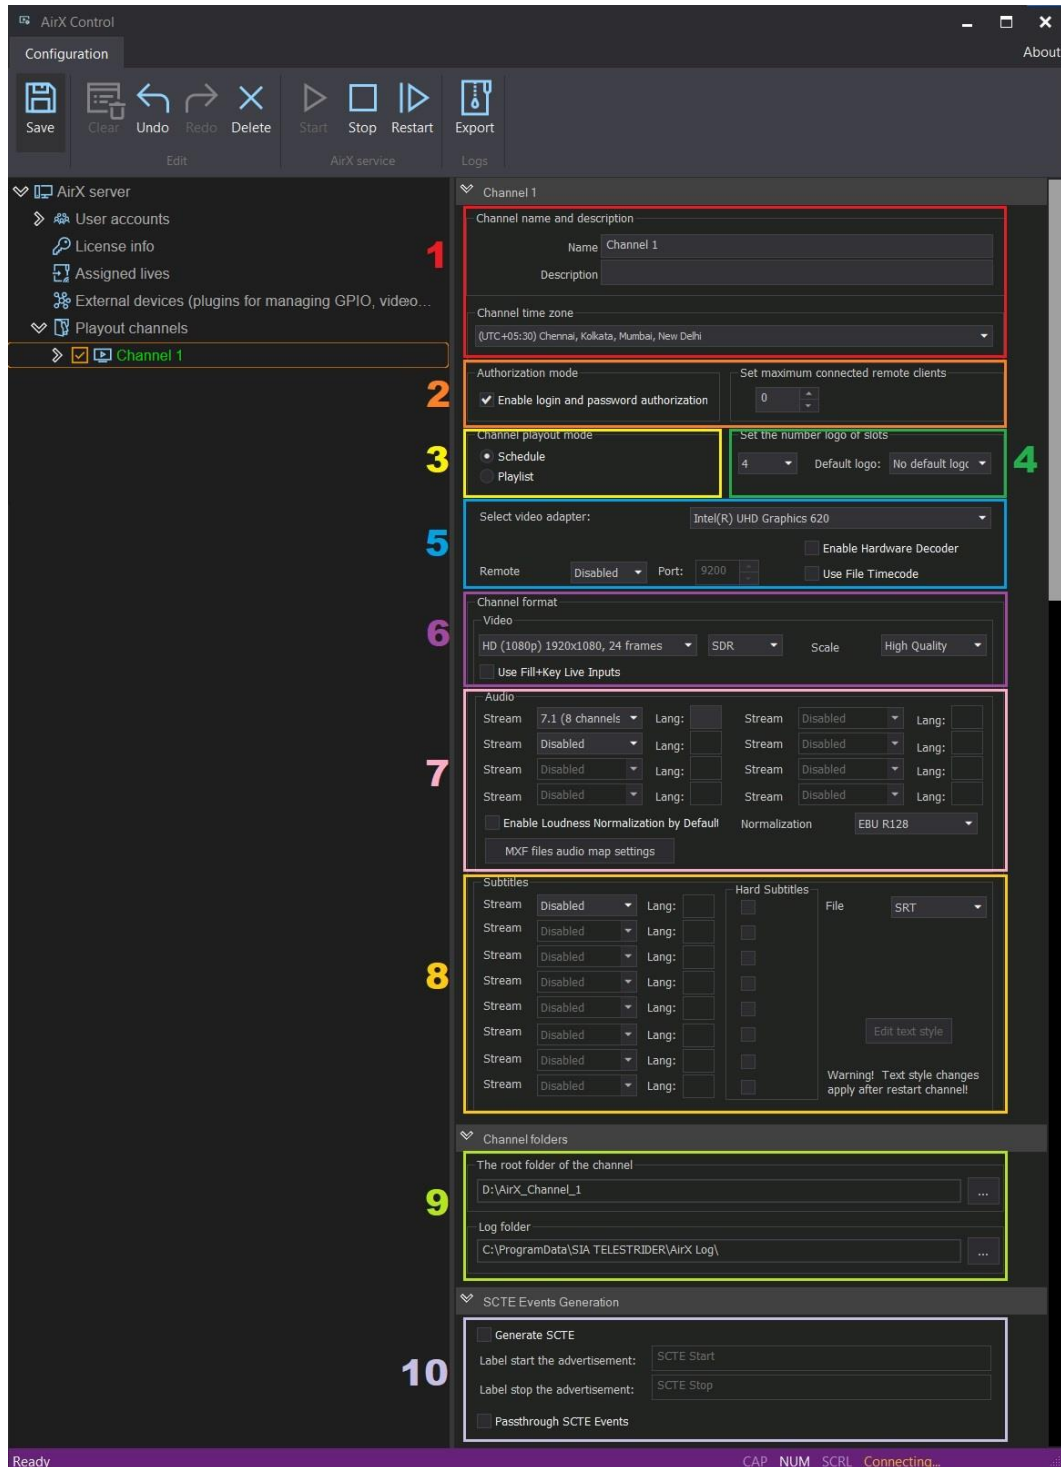 AirX Control
Configuration
About
Save
Clear
Undo
Redo
Delete
Start
Stop
Restart
Export
Edit
AirX service
Logs
AirX server
User accounts
License info
Assigned lives
External devices (plugins for managing GPIO, video...
Playout channels
Channel 1
Channel 1
1
Channel name and description
Name Channel 1
Description
Channel time zone
(UTC+05:30) Chennai, Kolkata, Mumbai, New Delhi
2
Authorization mode
Enable login and password authorization
Set maximum connected remote clients
0
3
Channel playout mode
Schedule
Playlist
Set the number logo of slots
4 Default logo: No default logo
4
5
Select video adapter: Intel(R) UHD Graphics 620
Enable Hardware Decoder
Remote Disabled Port: 9200 Use File Timecode
6
Channel format
Video
HD (1080p) 1920x1080, 24 frames SDR Scale High Quality
Use Fill+Key Live Inputs
7
Audio
Stream 7.1 (8 channels Lang: Stream Disabled Lang:
Stream Disabled Lang: Stream Disabled Lang:
Stream Disabled Lang: Stream Disabled Lang:
Stream Disabled Lang: Stream Disabled Lang:
Enable Loudness Normalization by Default Normalization EBU R128
MXF files audio map settings
8
Subtitles
Hard Subtitles
Stream Disabled Lang: File SRT
Stream Disabled Lang:
Stream Disabled Lang:
Stream Disabled Lang:
Stream Disabled Lang:
Stream Disabled Lang: Edit text style
Stream Disabled Lang:
Stream Disabled Lang:
Warning! Text style changes
apply after restart channel!
Channel folders
9
The root folder of the channel
D:\AirX_Channel_1 ...
Log folder
C:\ProgramData\SIA TELESTRIDER\AirX Log\ ...
SCTE Events Generation
10
Generate SCTE
Label start the advertisement: SCTE Start
Label stop the advertisement: SCTE Stop
Passthrough SCTE Events
Ready
CAP NUM SCRL Connecting...